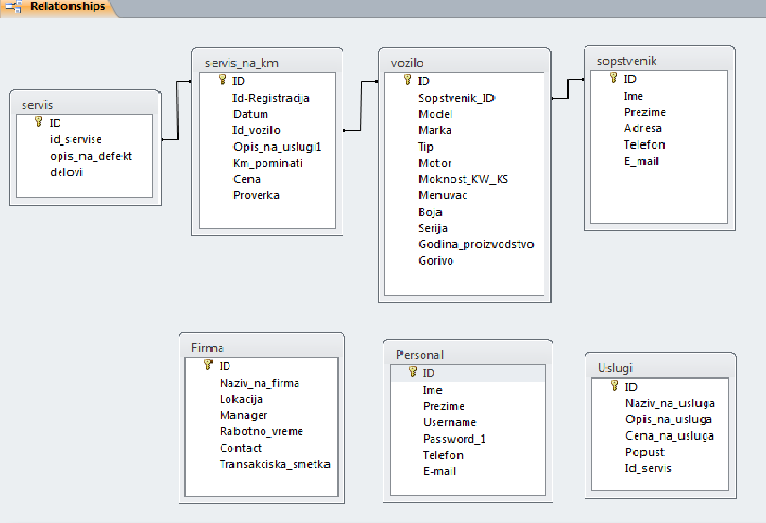 Relationships
servis
ID
id_servise
opis_na_defekt
delovi
servis_na_km
ID
Id-Registracija
Datum
Id_vozilo
Opis_na_uslugi1
Km_pominati
Cena
Proverka
vozilo
ID
Sopstvenik_ID
Model
Marka
Tip
Motor
Moknost_KW_KS
Menuvac
Boja
Serija
Godina_proizvodstvo
Gorivo
sopstvenik
ID
Ime
Prezime
Adresa
Telefon
E_mail
Firma
ID
Naziv_na_firma
Lokacija
Manager
Rabotno_vreme
Contact
Transakciska_smetka
Personal
ID
Ime
Prezime
Username
Password_1
Telefon
E-mail
Uslugi
ID
Naziv_na_usluga
Opis_na_usluga
Cena_na_usluga
Popust
Id_servis